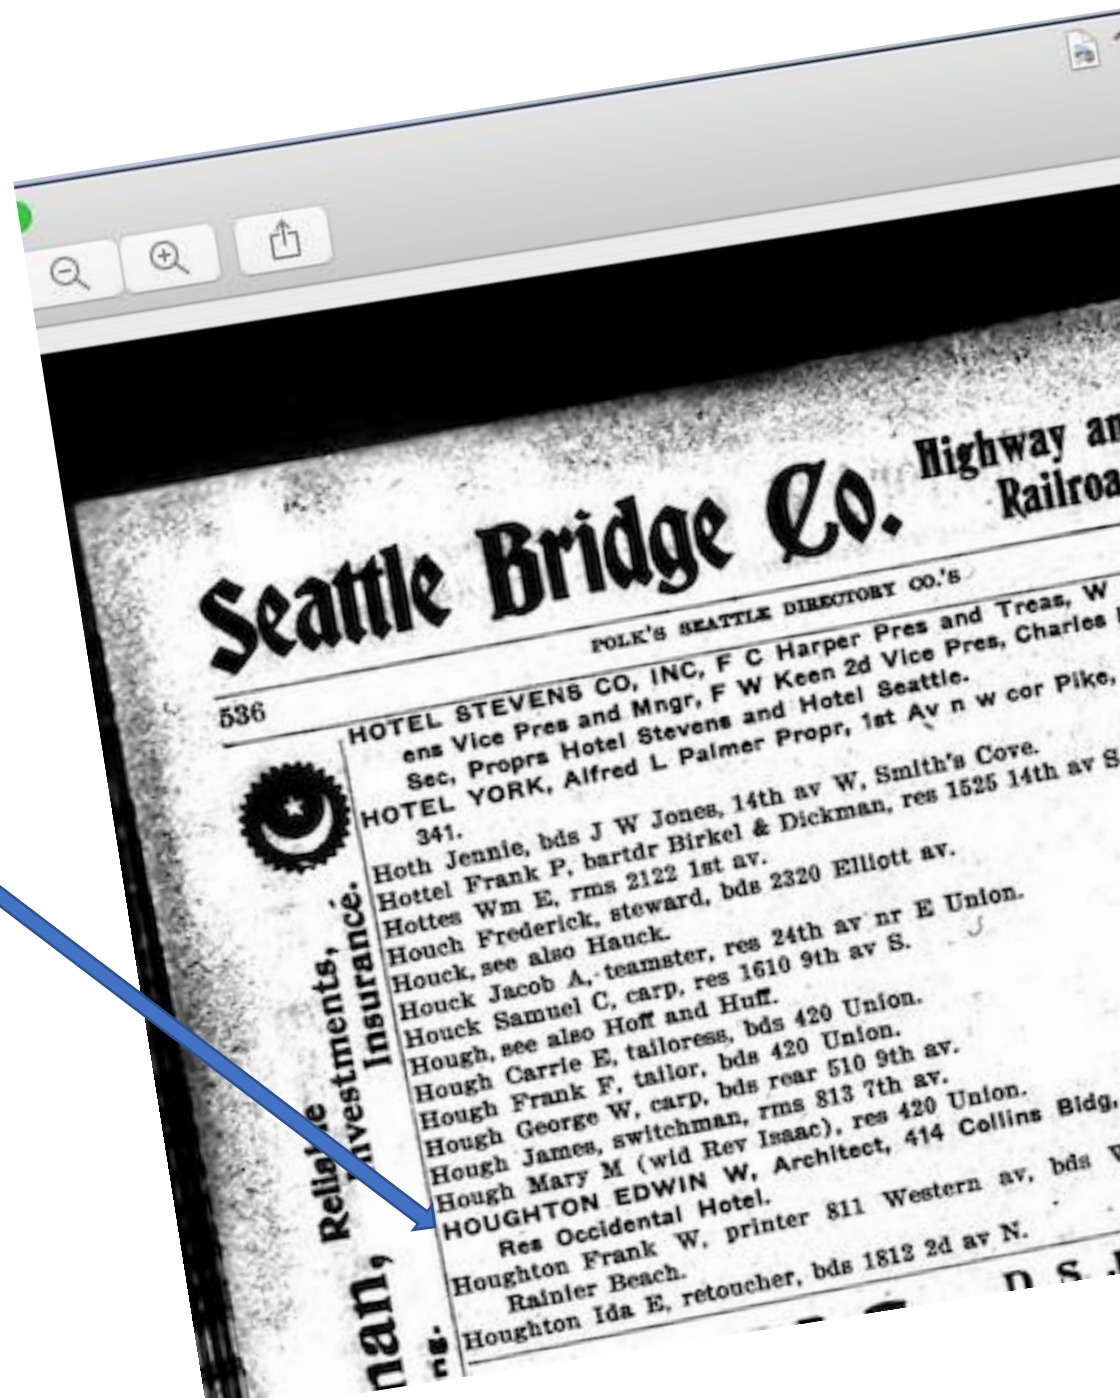 Seattle Bridge Co.
Highway
Railroa
POLK'S SEATTLE DIRECTORY CO.'S
536
HOTEL STEVENS CO, INC, F C Harper Pres and Treas, W
ens Vice Pres and Mngr, F W Keen 2d Vice Pres, Charles
Sec, Proprs Hotel Stevens and Hotel Seattle.
HOTEL YORK, Alfred L Palmer Propr, 1st Av n w cor Pike,
341.
Hoth Jennie, bds J W Jones, 14th av W, Smith's Cove.
Hottel Frank P, bartdr Birkel & Dickman, res 1525 14th av S
Hottes Wm E, rms 2122 1st av.
Houch Frederick, steward, bds 2320 Elliott av.
Houck, see also Hauck.
Houck Jacob A, teamster, res 24th av nr E Union.
Houck Samuel C, carp, res 1610 9th av S.
Hough, see also Hoff and Huff.
Hough Carrie E, tailoress, bds 420 Union.
Hough Frank F, tailor, bds 420 Union.
Hough George W, carp, bds rear 510 9th av.
Hough James, switchman, rms 813 7th av.
Hough Mary M (wid Rev Isaac), res 420 Union.
HOUGHTON EDWIN W, Architect, 414 Collins Bldg,
Res Occidental Hotel.
Houghton Frank W, printer 811 Western av, bds
Rainier Beach.
Houghton Ida E, retoucher, bds 1812 2d av N.
Reliable
Investments,
Insurance.
nan,
D S